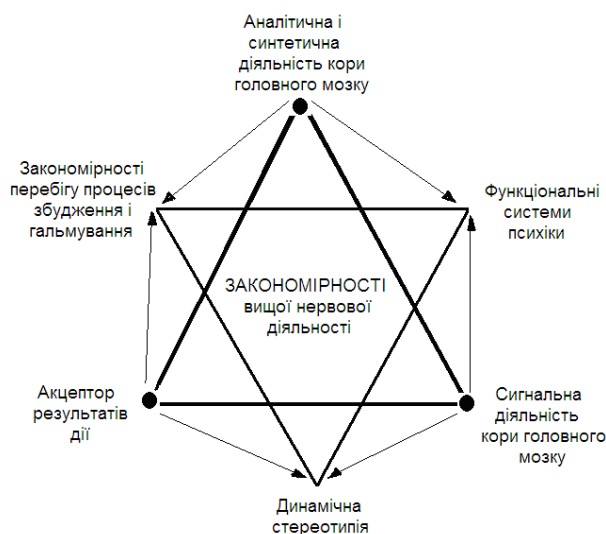 Аналітична і
синтетична
діяльність кори
головного мозку
Закономірності
перебігу процесів
збудження і
гальмування
Функціональні
системи
психіки
ЗАКОНОМІРНОСТІ
вищої нервової
діяльності
Акцептор
результатів
дії
Сигнальна
діяльність
кори головного
мозку
Динамічна
стереотипія